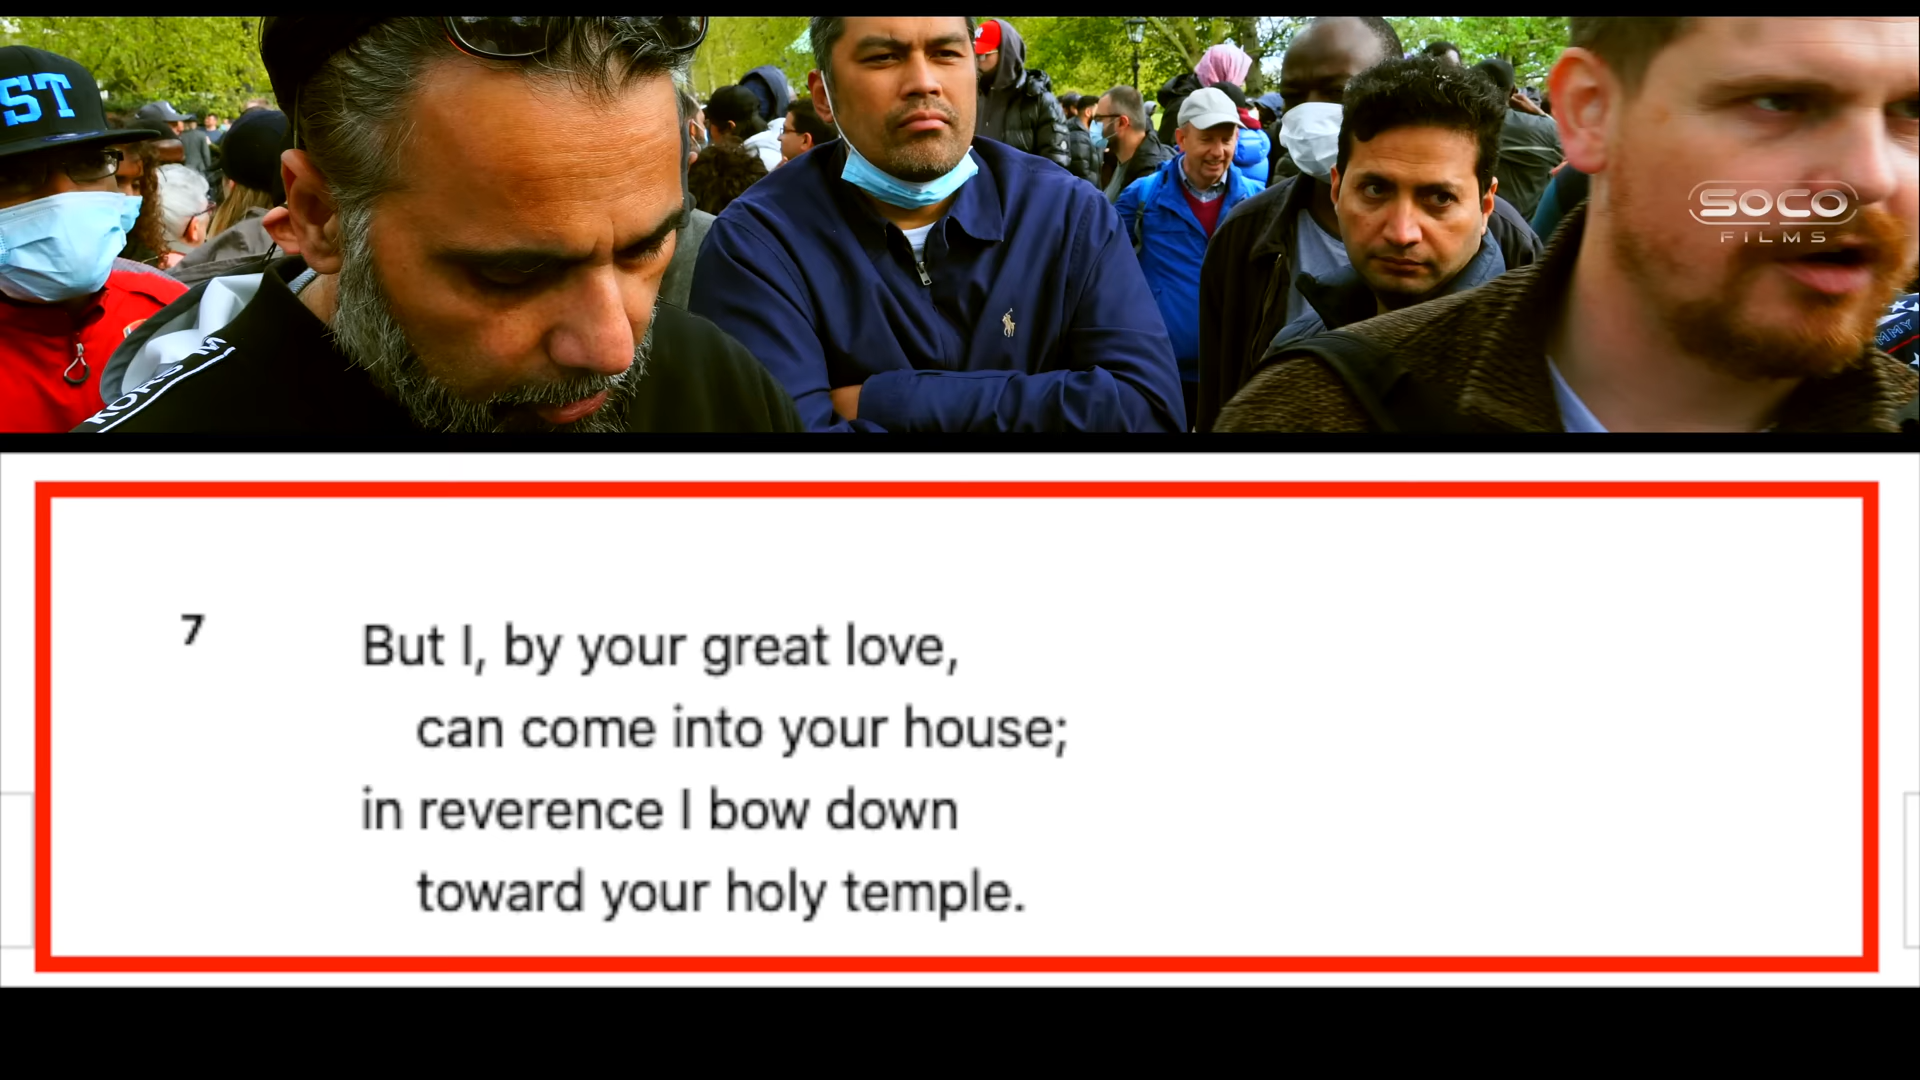 ST
KORS M
SOCO
FILMS
7
But I, by your great love,
can come into your house;
in reverence I bow down
toward your holy temple.